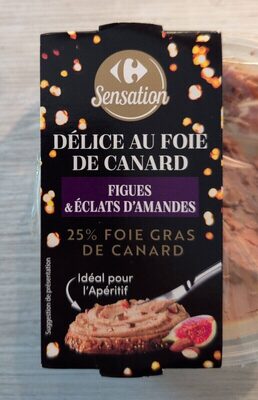 Sensation
DÉLICE AU FOIE
DE CANARD
FIGUES
& ÉCLATS D'AMANDES
25% FOIE GRAS
DE CANARD
Idéal pour
l'Apéritif
Suggestion de présentation